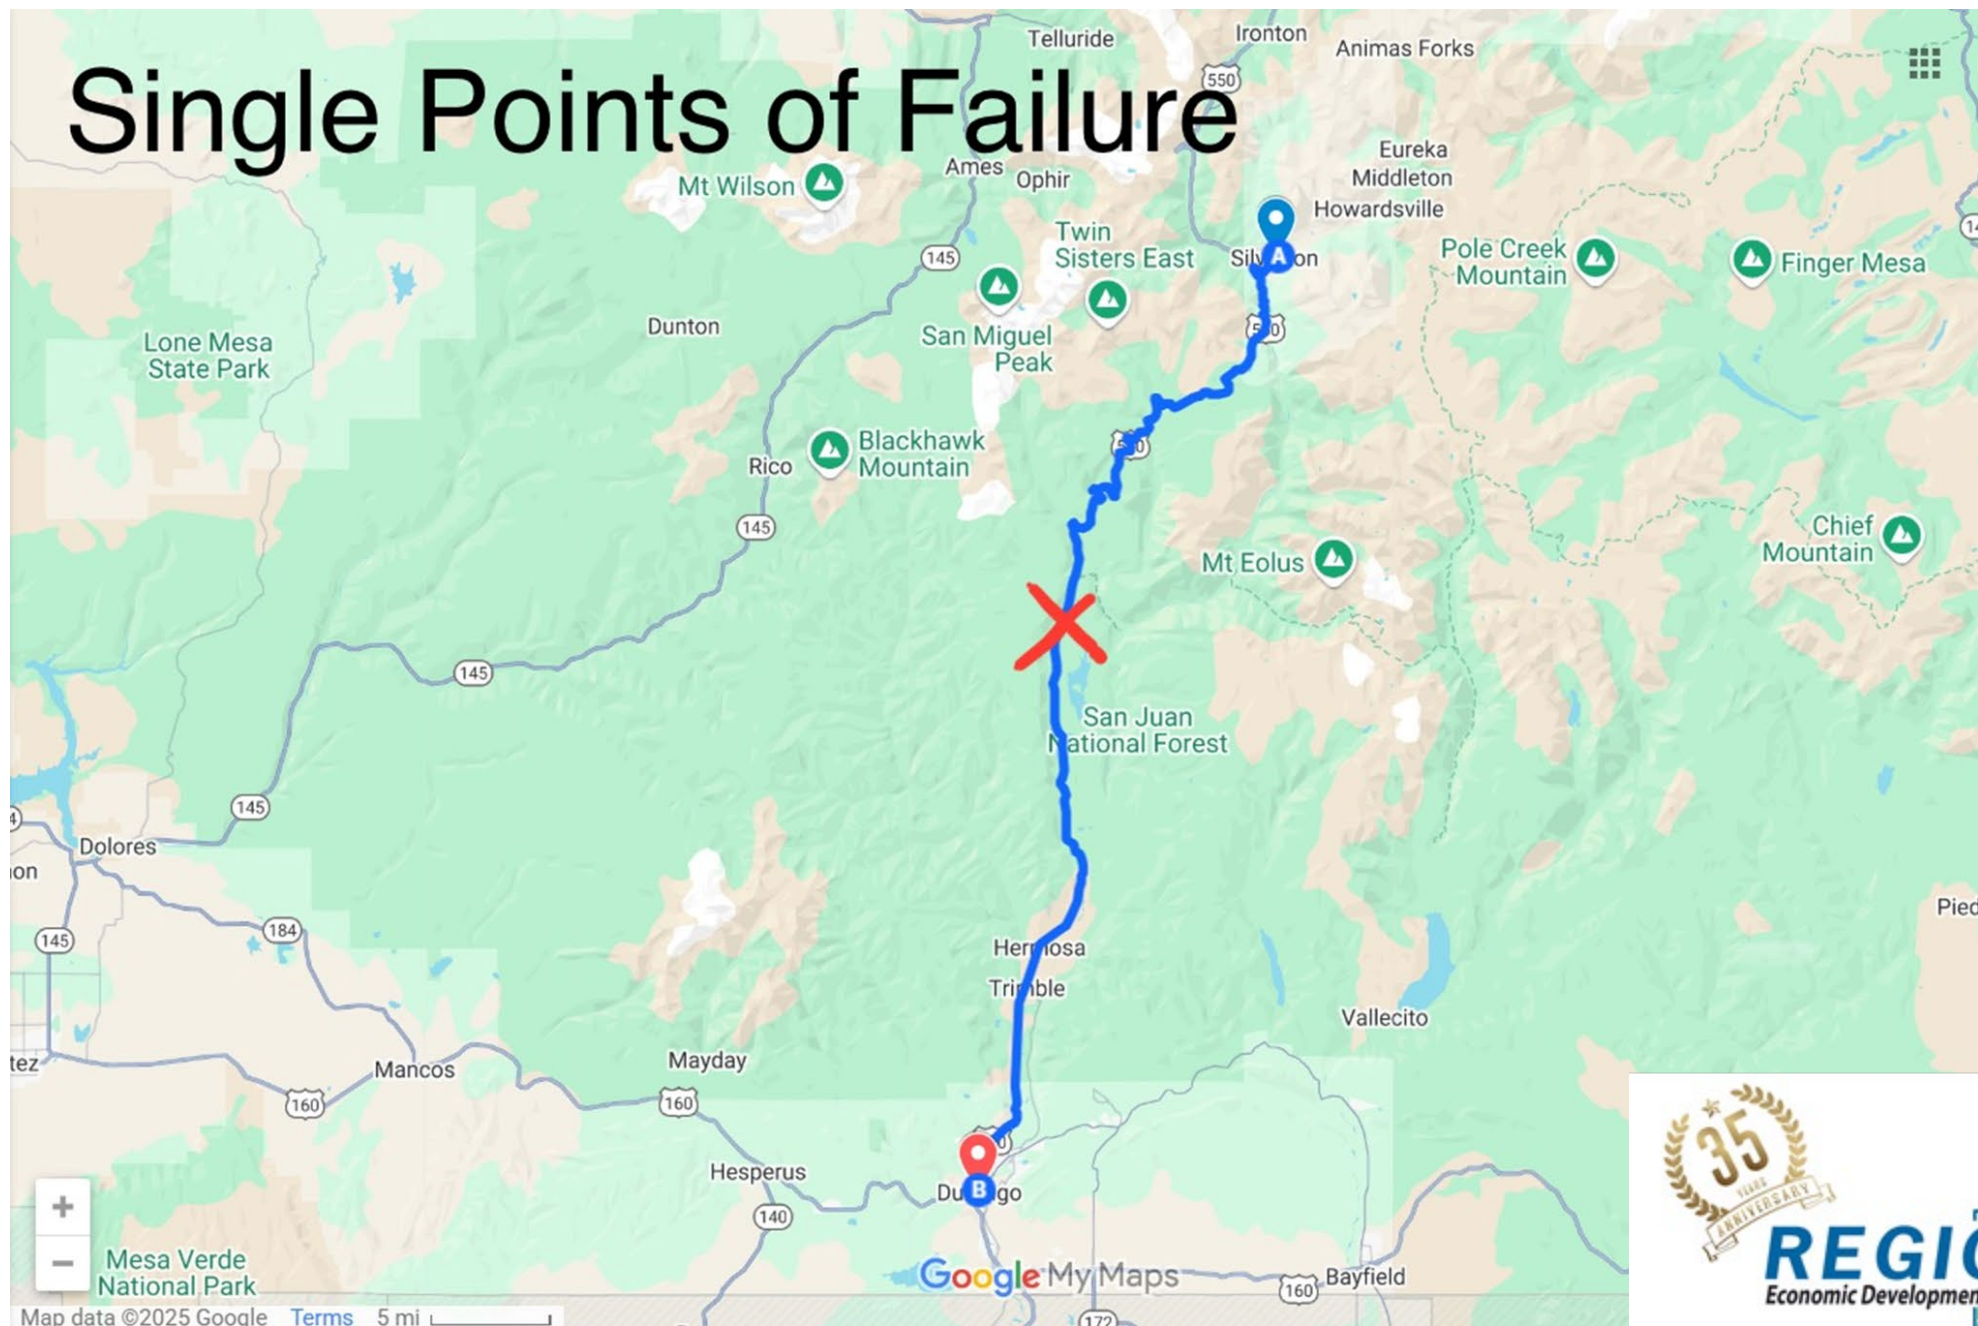 Single Points of Failure
Telluride
Ironton
Animas Forks
550
Eureka
Middleton
Howardsville
Ames
Ophir
Mt Wilson
Twin
Sisters East
145
A
Pole Creek
Mountain
Finger Mesa
San Miguel
Peak
Dunton
Lone Mesa
State Park
Blackhawk
Mountain
Rico
145
Chief
Mountain
Mt Eolus
145
San Juan
National Forest
145
Dolores
184
145
Hermosa
Trimble
Vallecito
Mayday
Mancos
160
160
Hesperus
B
140
Mesa Verde
National Park
Google My Maps
160
Bayfield
172
Map data ©2025 Google
Terms
5 mi
35
YEARS
ANNIVERSARY
Economic